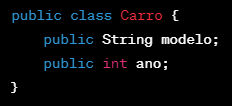 public class Carro {
    public String modelo;
    public int ano;
}